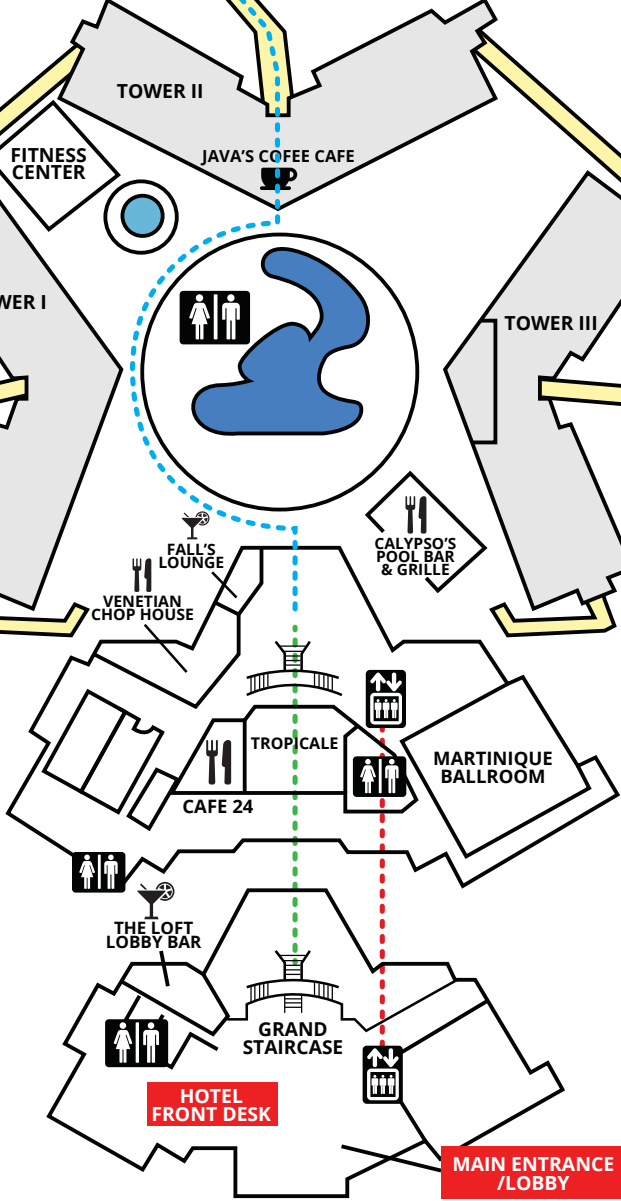 TOWER II
JAVA'S COFEE CAFE
FITNESS
CENTER
WER I
TOWER III
FALL'S
LOUNGE
CALYPSO'S
POOL BAR
& GRILLE
VENETIAN
CHOP HOUSE
TROPICALE
MARTINIQUE
BALLROOM
CAFE 24
THE LOFT
LOBBY BAR
GRAND
STAIRCASE
HOTEL
FRONT DESK
MAIN ENTRANCE
/LOBBY